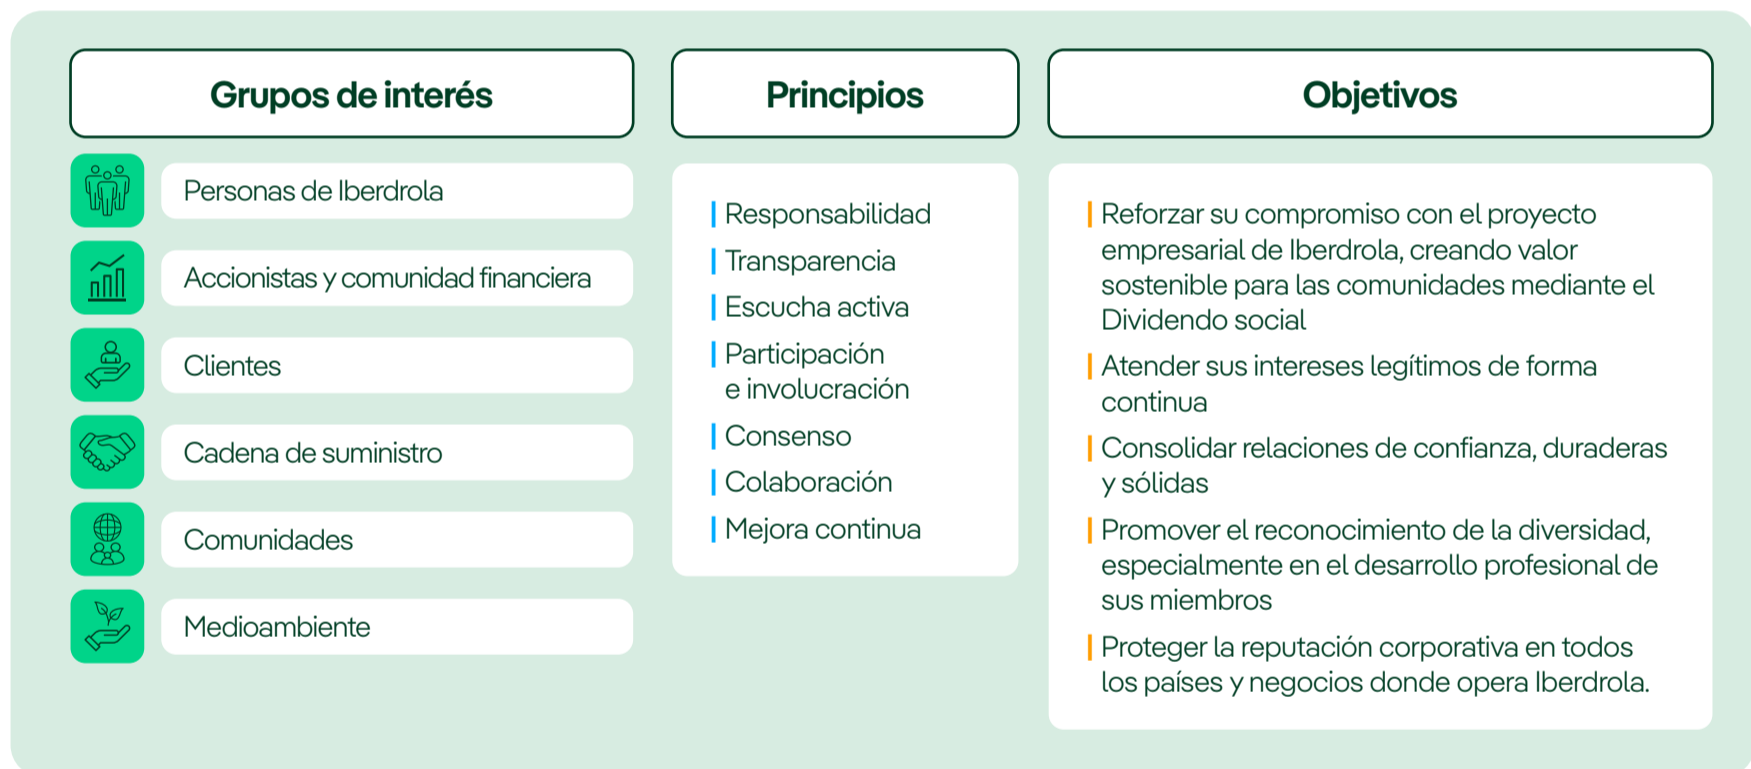 Grupos de interés
Personas de Iberdrola
Accionistas y comunidad financiera
Clientes
Cadena de suministro
Comunidades
Medioambiente
Principios
Responsabilidad
Transparencia
Escucha activa
Participación
e involucración
Consenso
Colaboración
Mejora continua
Objetivos
Reforzar su compromiso con el proyecto
empresarial de Iberdrola, creando valor
sostenible para las comunidades mediante el
Dividendo social
Atender sus intereses legítimos de forma
continua
Consolidar relaciones de confianza, duraderas
y sólidas
Promover el reconocimiento de la diversidad,
especialmente en el desarrollo profesional de
sus miembros
Proteger la reputación corporativa en todos
los países y negocios donde opera Iberdrola.